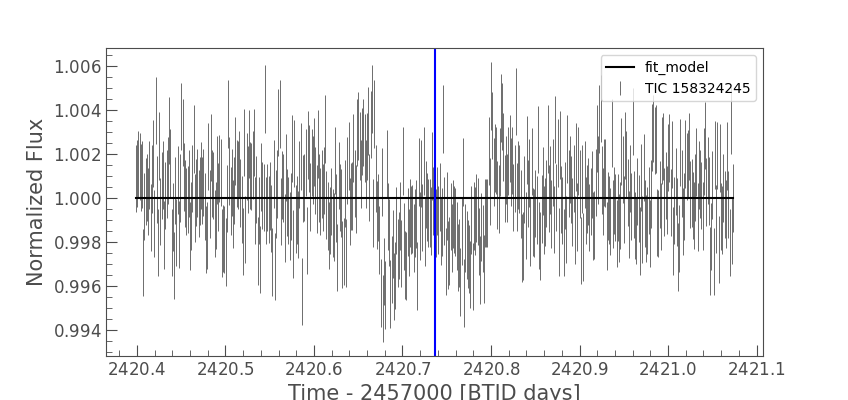 1.006
1.004
1.002
1.000
0.998
0.996
0.994
Normalized Flux
fit_model
TIC 158324245
2420.4 2420.5 2420.6 2420.7 2420.8 2420.9 2421.0 2421.1
Time - 2457000 [BTJD days]